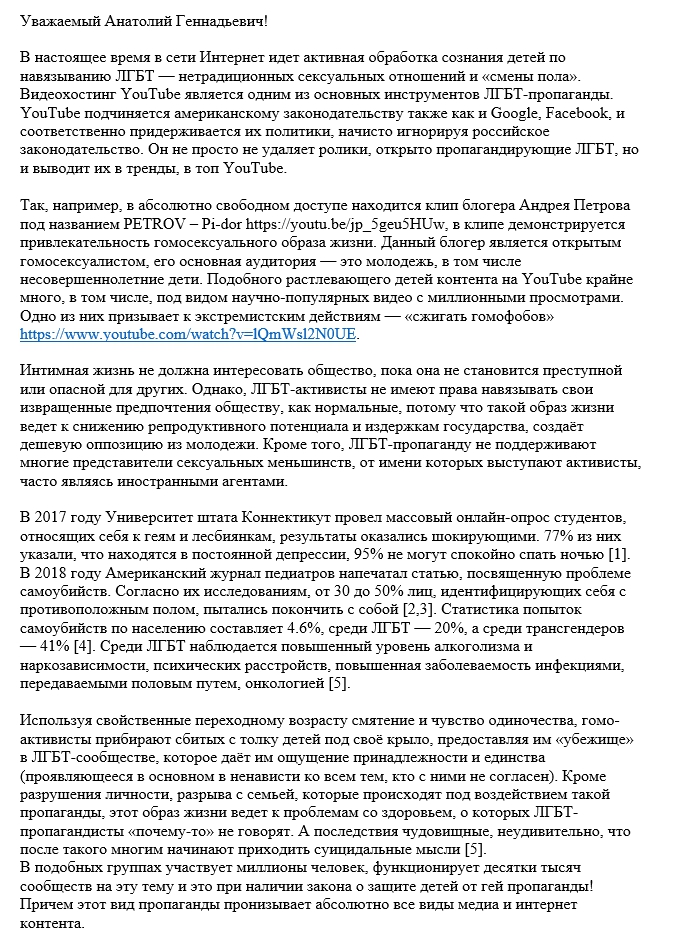 Уважаемый Анатолий Геннадьевич!
В настоящее время в сети Интернет идет активная обработка сознания детей по
навязыванию ЛГБТ — нетрадиционных сексуальных отношений и «смены пола».
Видеохостинг YouTube является одним из основных инструментов ЛГБТ-пропаганды.
YouTube подчиняется американскому законодательству также как и Google, Facebook, и
соответственно придерживается их политики, начисто игнорируя российское
законодательство. Он не просто не удаляет ролики, открыто пропагандирующие ЛГБТ, но
и выводит их в тренды, в топ YouTube.
Так, например, в абсолютно свободном доступе находится клип блогера Андрея Петрова
под названием PETROV – Pi-dor https://youtu.be/jp_5geu5HUw, в клипе демонстрируется
привлекательность гомосексуального образа жизни. Данный блогер является открытым
гомосексуалистом, его основная аудитория — это молодежь, в том числе
несовершеннолетние дети. Подобного растлевающего детей контента на YouTube крайне
много, в том числе, под видом научно-популярных видео с миллионными просмотрами.
Одно из них призывает к экстремистским действиям — «сжигать гомофобов»
https://www.youtube.com/watch?v=lQmWsl2N0UE.
Интимная жизнь не должна интересовать общество, пока она не становится преступной
или опасной для других. Однако, ЛГБТ-активисты не имеют права навязывать свои
извращенные предпочтения обществу, как нормальные, потому что такой образ жизни
ведет к снижению репродуктивного потенциала и издержкам государства, создаёт
дешевую оппозицию из молодежи. Кроме того, ЛГБТ-пропаганду не поддерживают
многие представители сексуальных меньшинств, от имени которых выступают активисты,
часто являясь иностранными агентами.
В 2017 году Университет штата Коннектикут провел массовый онлайн-опрос студентов,
относящих себя к геям и лесбиянкам, результаты оказались шокирующими. 77% из них
указали, что находятся в постоянной депрессии, 95% не могут спокойно спать ночью [1].
В 2018 году Американский журнал педиатров напечатал статью, посвященную проблеме
самоубийств. Согласно их исследованиям, от 30 до 50% лиц, идентифицирующих себя с
противоположным полом, пытались покончить с собой [2,3]. Статистика попыток
самоубийств по населению составляет 4.6%, среди ЛГБТ — 20%, а среди трансгендеров
— 41% [4]. Среди ЛГБТ наблюдается повышенный уровень алкоголизма и
наркозависимости, психических расстройств, повышенная заболеваемость инфекциями,
передаваемыми половым путем, онкологией [5].
Используя свойственные переходному возрасту смятение и чувство одиночества, гомо-
активисты прибирают сбитых с толку детей под своё крыло, предоставляя им «убежище»
в ЛГБТ-сообществе, которое даёт им ощущение принадлежности и единства
(проявляющееся в основном в ненависти ко всем тем, кто с ними не согласен). Кроме
разрушения личности, разрыва с семьей, которые происходят под воздействием такой
пропаганды, этот образ жизни ведет к проблемам со здоровьем, о которых ЛГБТ-
пропагандисты «почему-то» не говорят. А последствия чудовищные, неудивительно, что
после такого многим начинают приходить суицидальные мысли [5].
В подобных группах участвует миллионы человек, функционирует десятки тысяч
сообществ на эту тему и это при наличии закона о защите детей от гей пропаганды!
Причем этот вид пропаганды пронизывает абсолютно все виды медиа и интернет
контента.